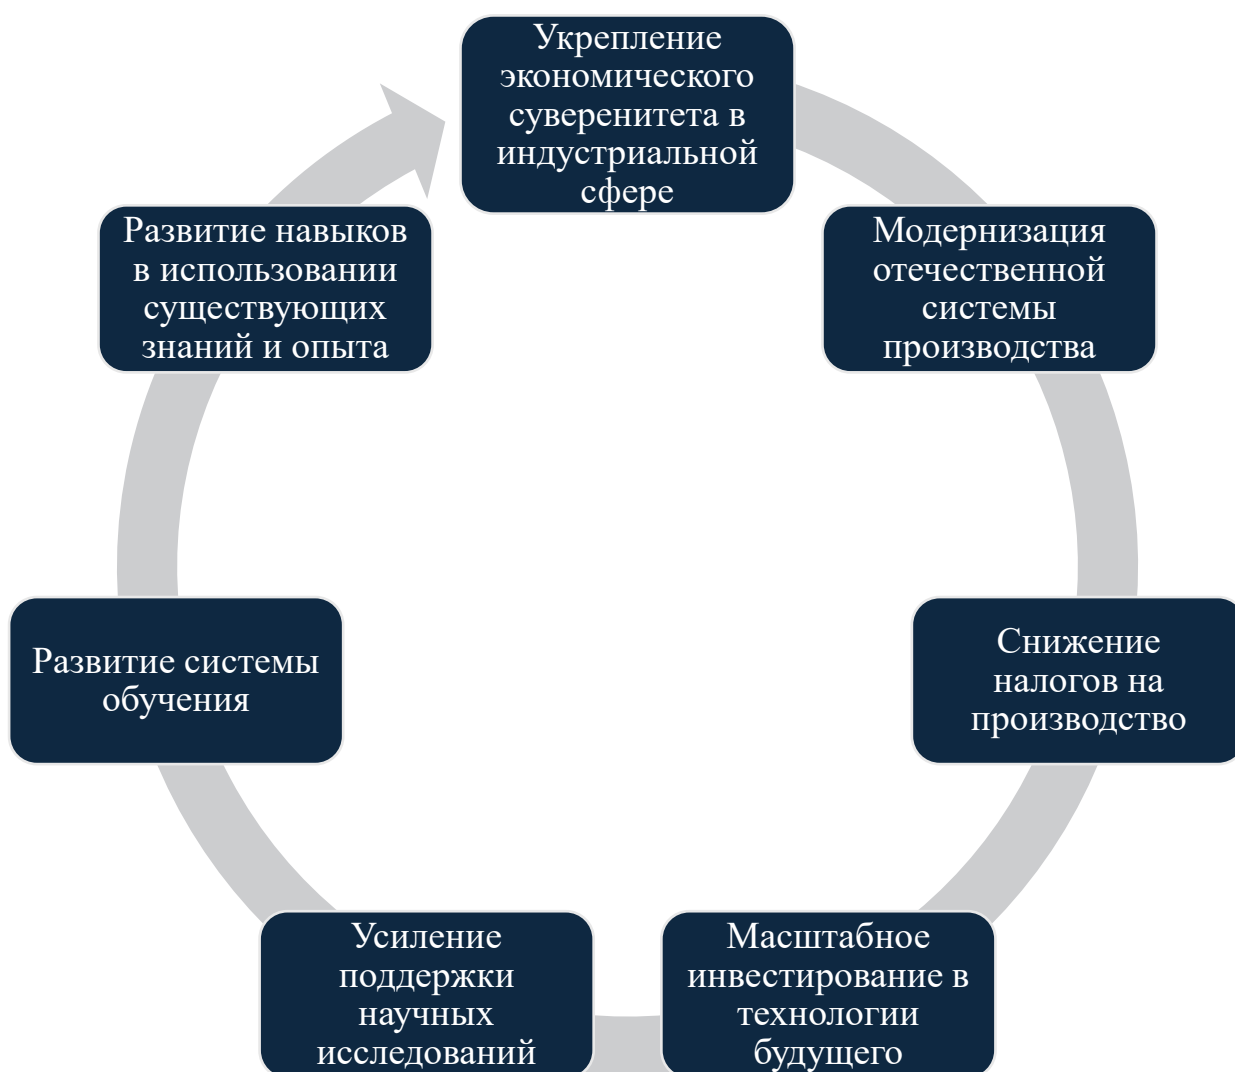 Укрепление
экономического
суверенитета в
индустриальной
сфере
Модернизация
отечественной
системы
производства
Снижение
налогов на
производство
Масштабное
инвестирование в
технологии
будущего
Усиление
поддержки
научных
исследований
Развитие системы
обучения
Развитие навыков
в использовании
существующих
знаний и опыта